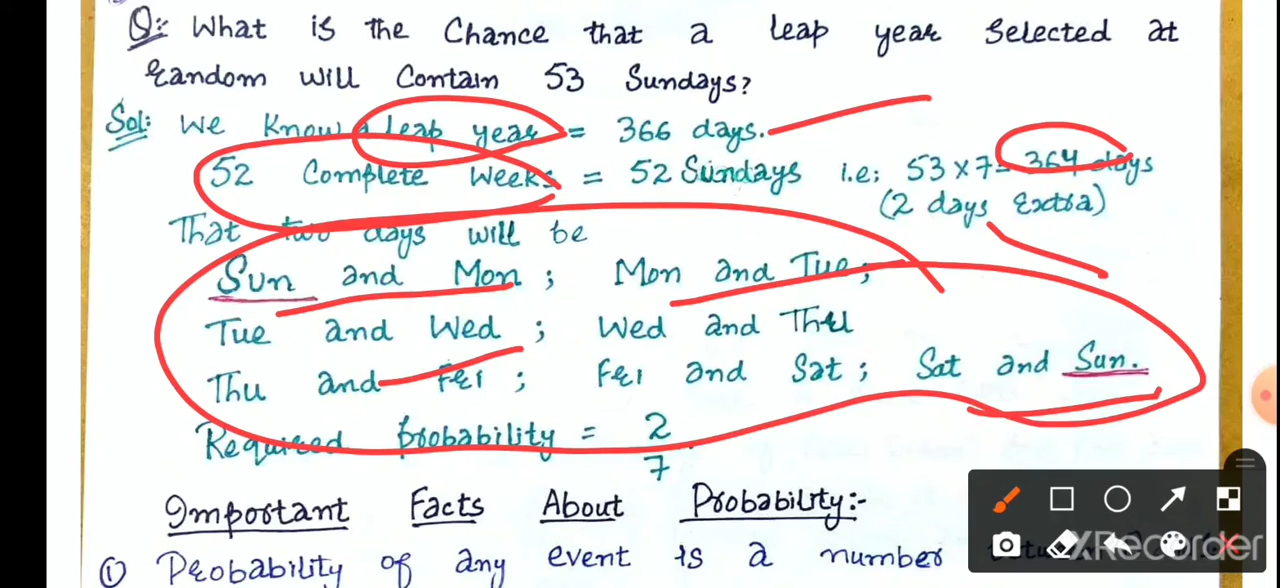 Q: What is the Chance that a leap year Selected at
random will Contain 53 Sundays?
Sol: We Know a leap year = 366 days.
52 Complete Weeks = 52 Sundays i.e; 53 x 7 = 364 days
(2 days Extra)
That two days will be
Sun and Mon ; Mon and Tue ;
Tue and Wed ; Wed and Thu
Thu and Fri ; Fri and Sat ; Sat and Sun.
Required probability = 2/7
Important Facts About Probability:-
① Probability of any event is a number
XRecorder